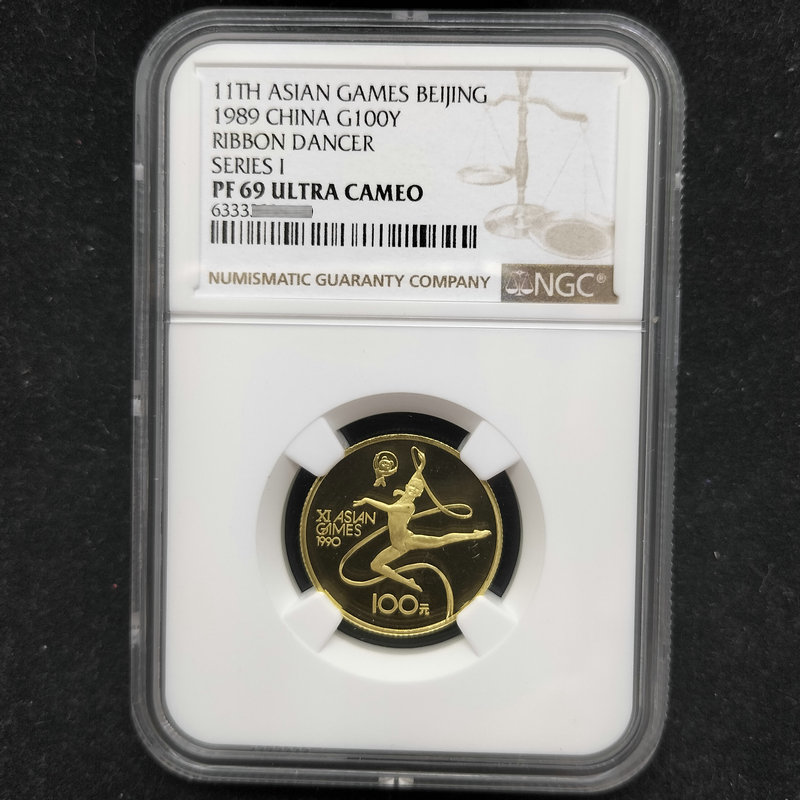 11TH ASIAN GAMES BEIJING
1989 CHINA G100Y
RIBBON DANCER
SERIES I
PF 69 ULTRA CAMEO
6333
NUMISMATIC GUARANTY COMPANY
NGC®
XI ASIAN
GAMES
1990
100元